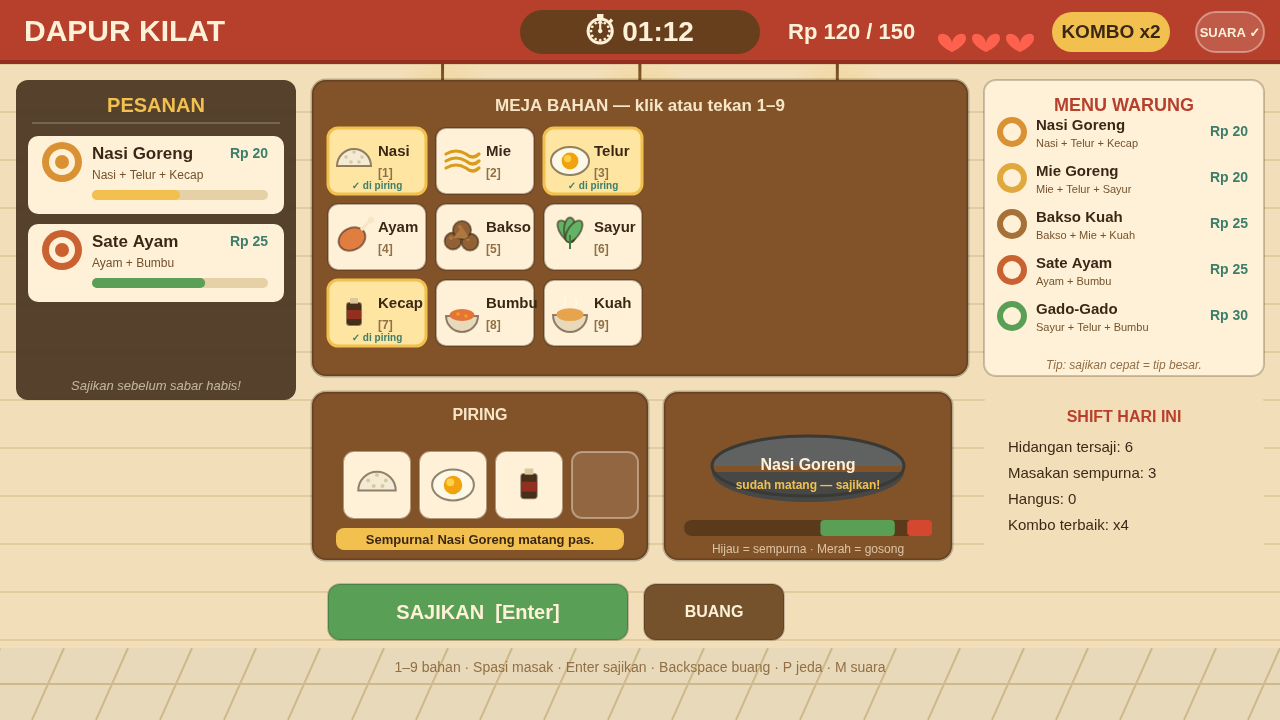 DAPUR KILAT
01:12
Rp 120 / 150
KOMBO x2
SUARA ✓
PESANAN
Nasi Goreng
Rp 20
Nasi + Telur + Kecap
Sate Ayam
Rp 25
Ayam + Bumbu
Sajikan sebelum sabar habis!
MEJA BAHAN — klik atau tekan 1–9
Nasi
[1]
✓ di piring
Mie
[2]
Telur
[3]
✓ di piring
Ayam
[4]
Bakso
[5]
Sayur
[6]
Kecap
[7]
✓ di piring
Bumbu
[8]
Kuah
[9]
MENU WARUNG
Nasi Goreng
Rp 20
Nasi + Telur + Kecap
Mie Goreng
Rp 20
Mie + Telur + Sayur
Bakso Kuah
Rp 25
Bakso + Mie + Kuah
Sate Ayam
Rp 25
Ayam + Bumbu
Gado-Gado
Rp 30
Sayur + Telur + Bumbu
Tip: sajikan cepat = tip besar.
PIRING
Sempurna! Nasi Goreng matang pas.
Nasi Goreng
sudah matang — sajikan!
Hijau = sempurna · Merah = gosong
SHIFT HARI INI
Hidangan tersaji: 6
Masakan sempurna: 3
Hangus: 0
Kombo terbaik: x4
SAJIKAN [Enter]
BUANG
1–9 bahan · Spasi masak · Enter sajikan · Backspace buang · P jeda · M suara